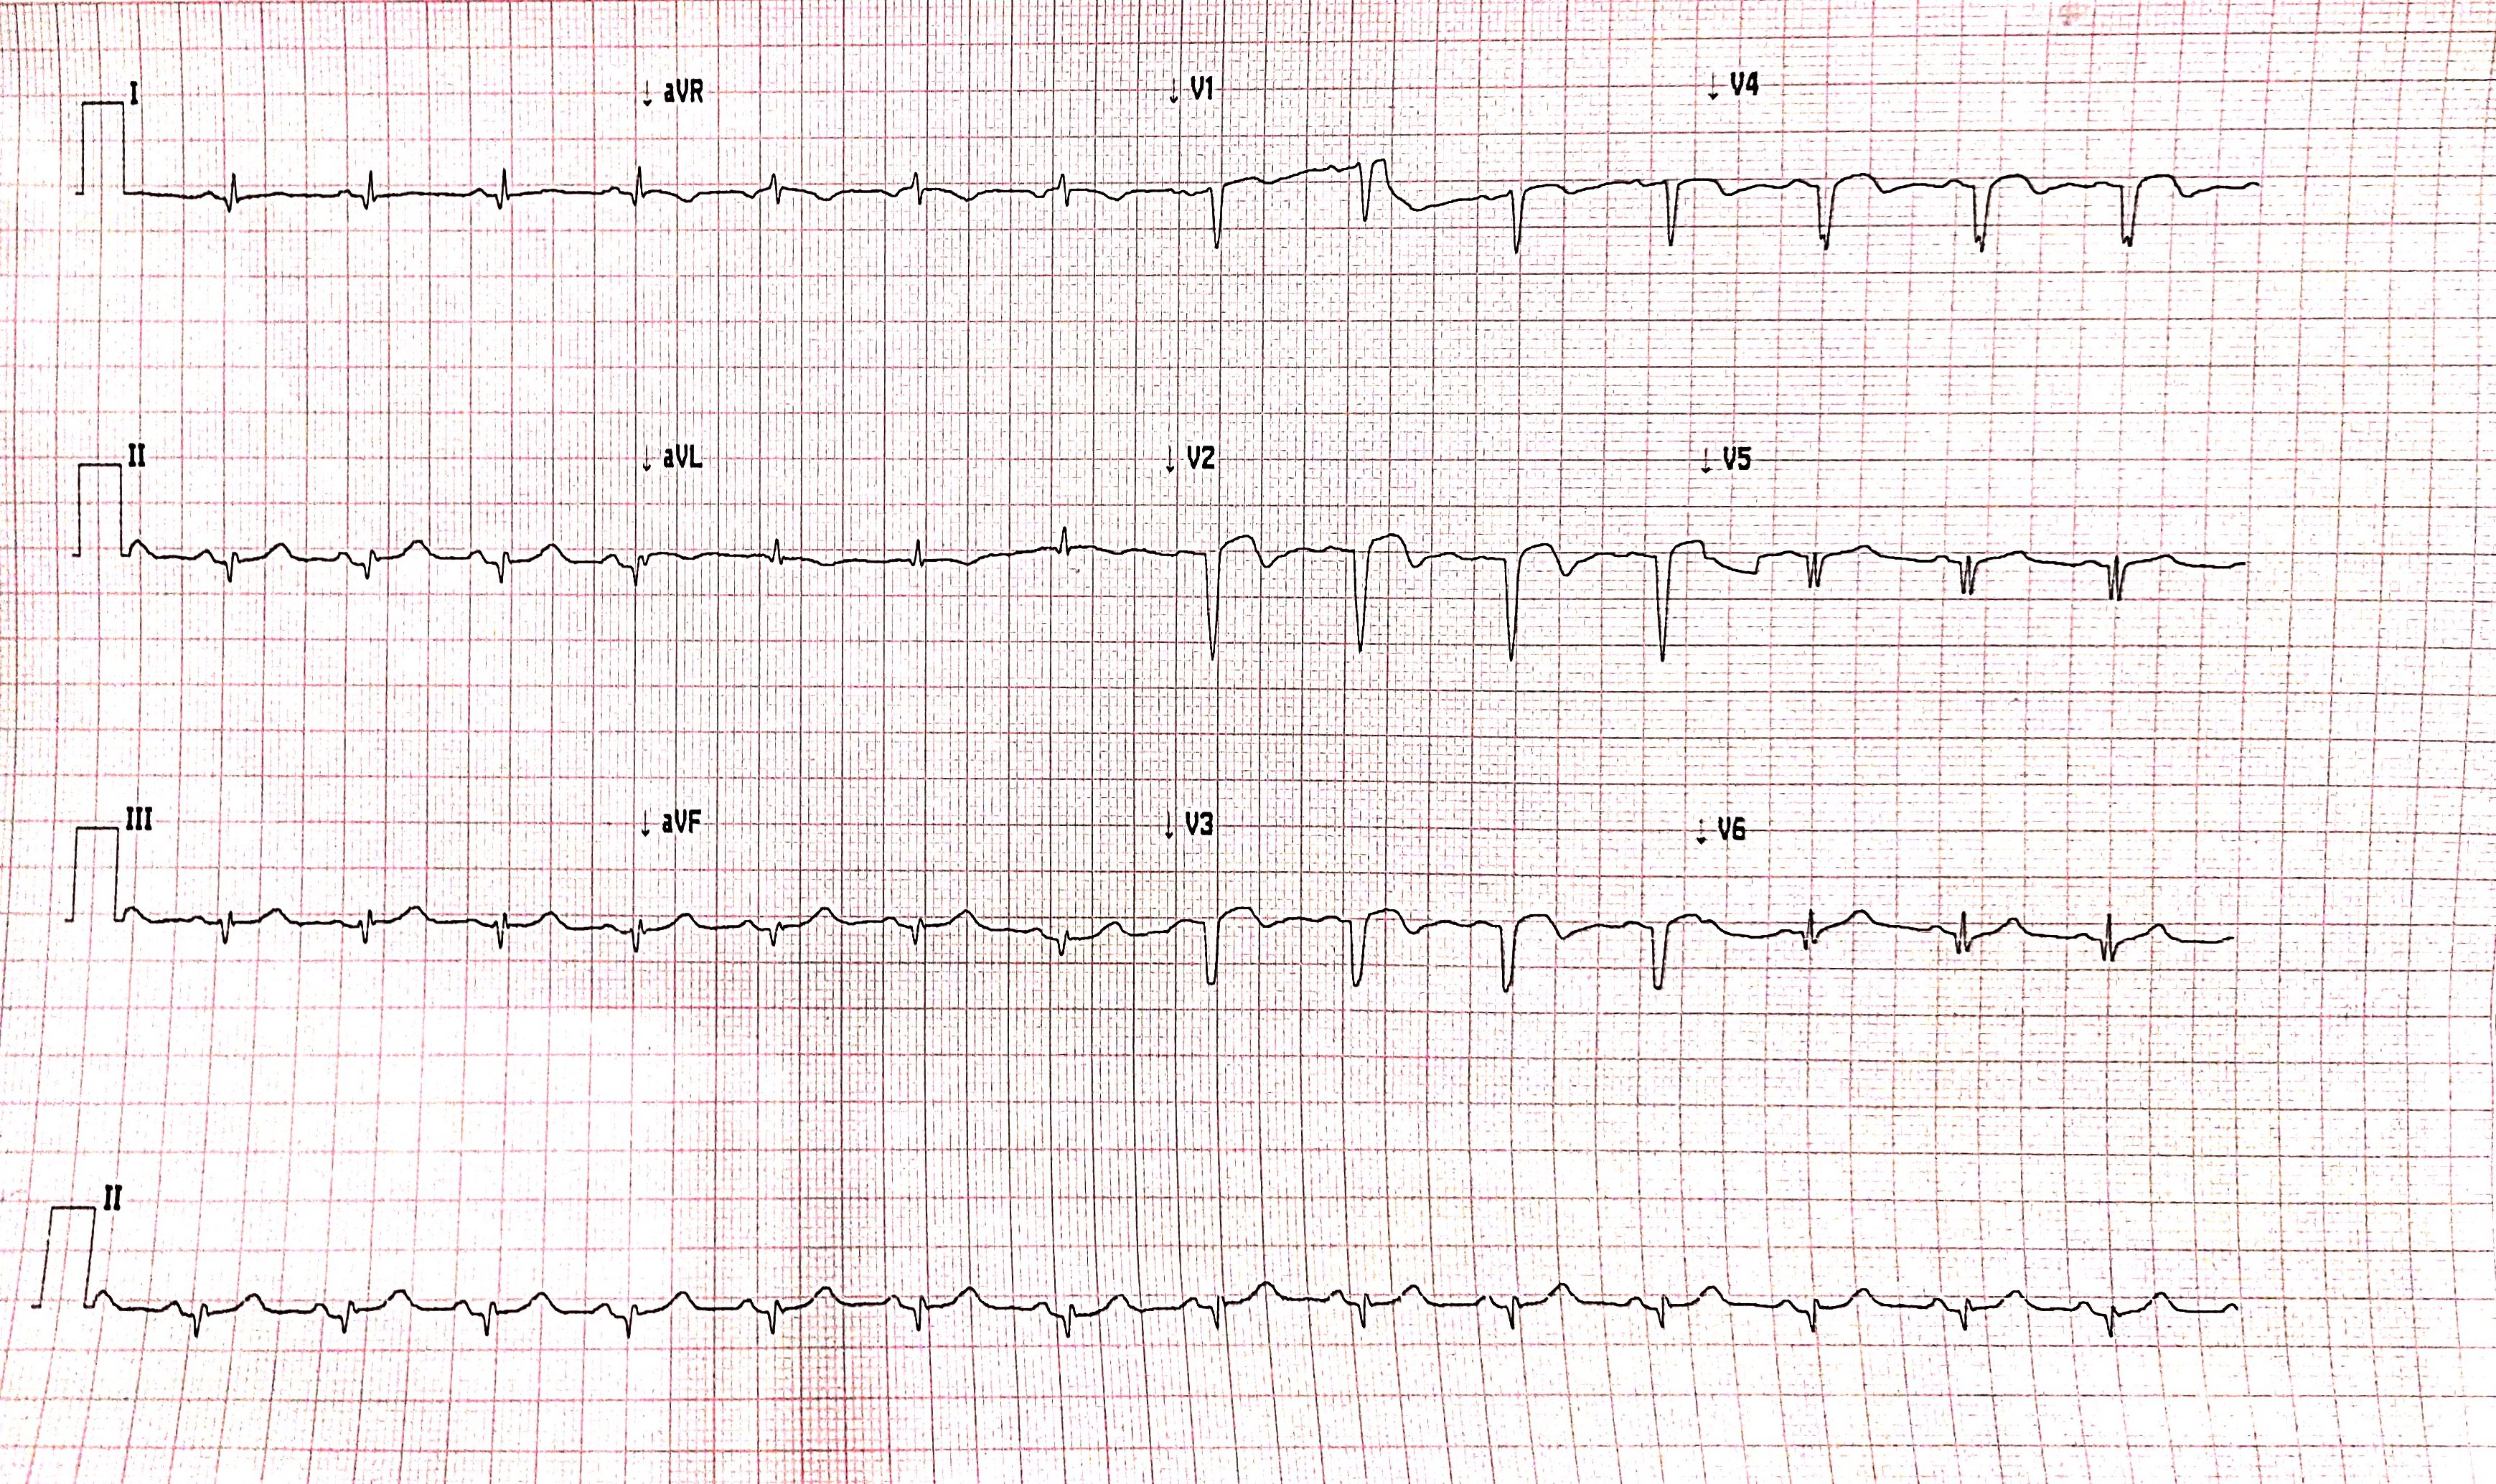 I ↓ aVR ↓ V1 ↓ V4
II ↓ aVL ↓ V2 ↓ V5
III ↓ aVF ↓ V3 ↓ V6
II